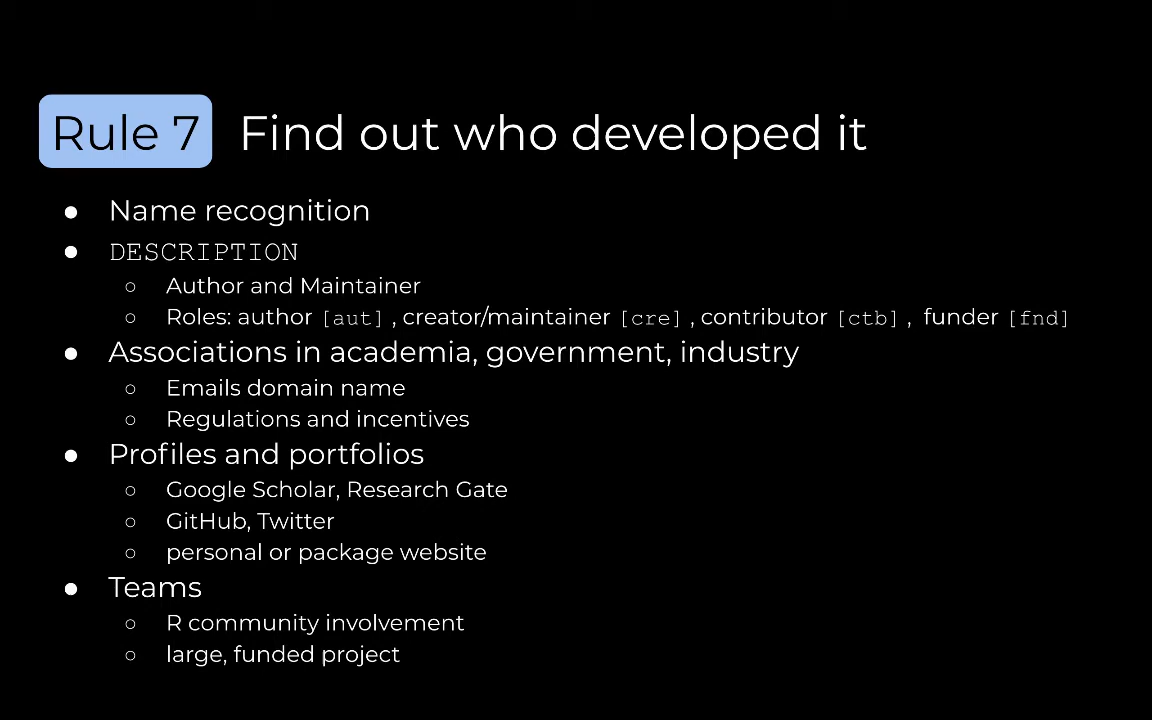 Rule 7 Find out who developed it
● Name recognition
● DESCRIPTION
○ Author and Maintainer
○ Roles: author [aut] , creator/maintainer [cre] , contributor [ctb] , funder [fnd]
● Associations in academia, government, industry
○ Emails domain name
○ Regulations and incentives
● Profiles and portfolios
○ Google Scholar, Research Gate
○ GitHub, Twitter
○ personal or package website
● Teams
○ R community involvement
○ large, funded project